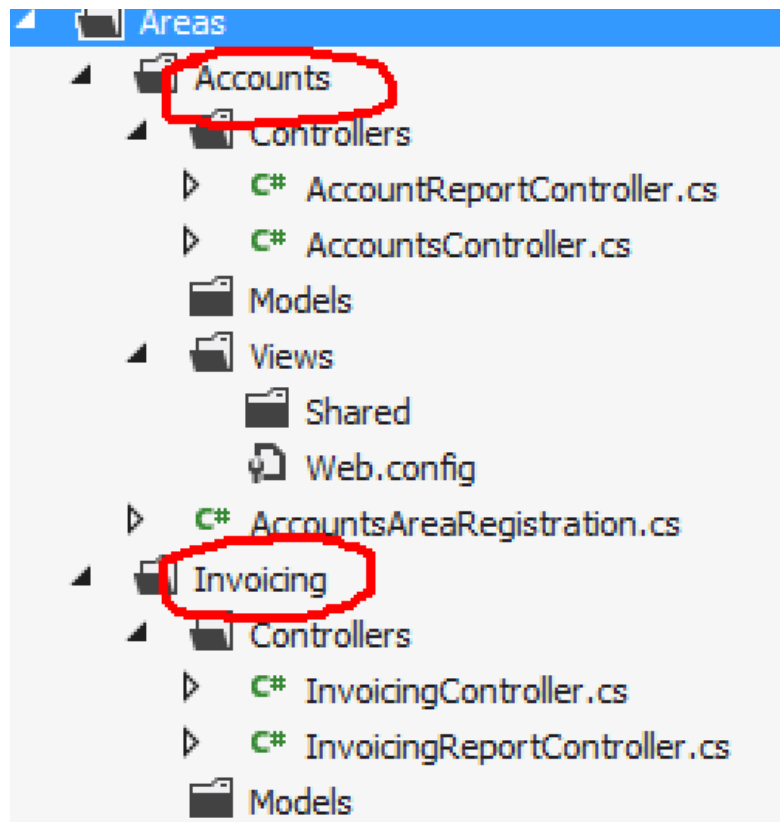 Areas
Accounts
Controllers
C# AccountReportController.cs
C# AccountsController.cs
Models
Views
Shared
Web.config
C# AccountsAreaRegistration.cs
Invoicing
Controllers
C# InvoicingController.cs
C# InvoicingReportController.cs
Models